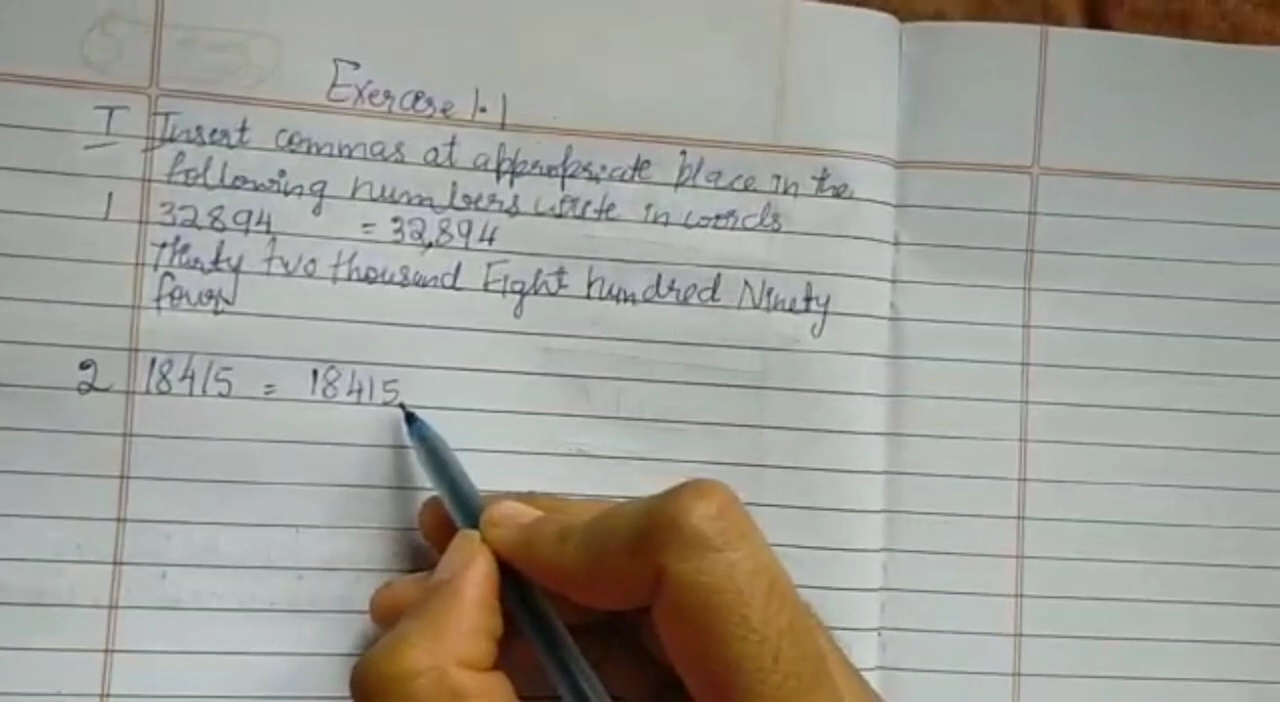 Exercise 1.1
I Insert commas at appropriate place in the
following numbers write in words
1 32894 = 32,894
Thirty two thousand Eight hundred Ninety
four
2 18415 = 18415